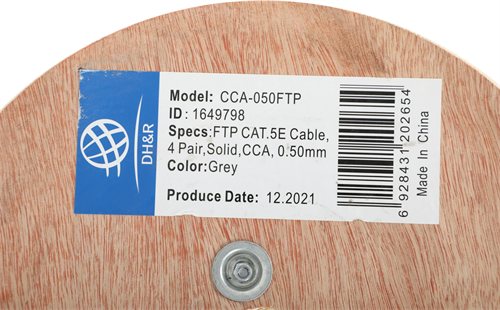 DH&R
Model: CCA-050FTP
ID: 1649798
Specs:FTP CAT.5E Cable,
4 Pair,Solid,CCA, 0.50mm
Color:Grey
Produce Date: 12.2021
6 928431 202654
Made In China